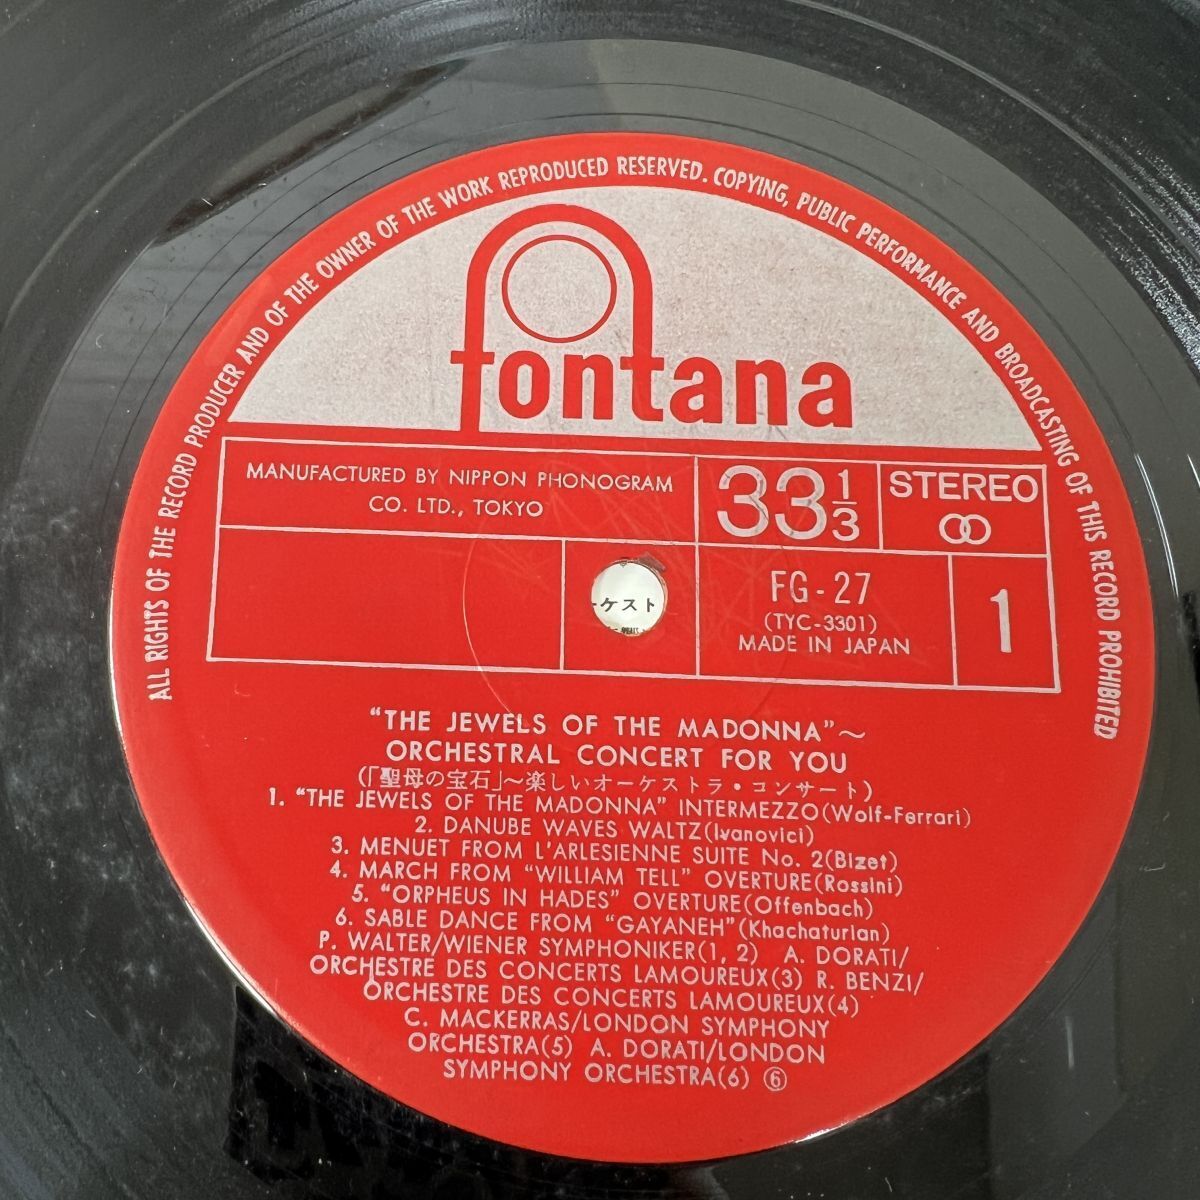 ALL RIGHTS OF THE RECORD PRODUCER AND OF THE OWNER OF THE WORK REPRODUCED RESERVED. COPYING, PUBLIC PERFORMANCE AND BROADCASTING OF THIS RECORD PROHIBITED
fontana
MANUFACTURED BY NIPPON PHONOGRAM
CO. LTD., TOKYO
33 1/3
STEREO
FG-27
(TYC-3301)
MADE IN JAPAN
1
ーケスト
"THE JEWELS OF THE MADONNA"～
ORCHESTRAL CONCERT FOR YOU
(「聖母の宝石」～楽しいオーケストラ・コンサート)
1. "THE JEWELS OF THE MADONNA" INTERMEZZO(Wolf-Ferrari)
2. DANUBE WAVES WALTZ(Ivanovici)
3. MENUET FROM L'ARLESIENNE SUITE No. 2(Bizet)
4. MARCH FROM "WILLIAM TELL" OVERTURE(Rossini)
5. "ORPHEUS IN HADES" OVERTURE(Offenbach)
6. SABLE DANCE FROM "GAYANEH"(Khachaturian)
P. WALTER/WIENER SYMPHONIKER(1, 2) A. DORATI/
ORCHESTRE DES CONCERTS LAMOUREUX(3) R. BENZI/
ORCHESTRE DES CONCERTS LAMOUREUX(4)
C. MACKERRAS/LONDON SYMPHONY
ORCHESTRA(5) A. DORATI/LONDON
SYMPHONY ORCHESTRA(6) ⑥